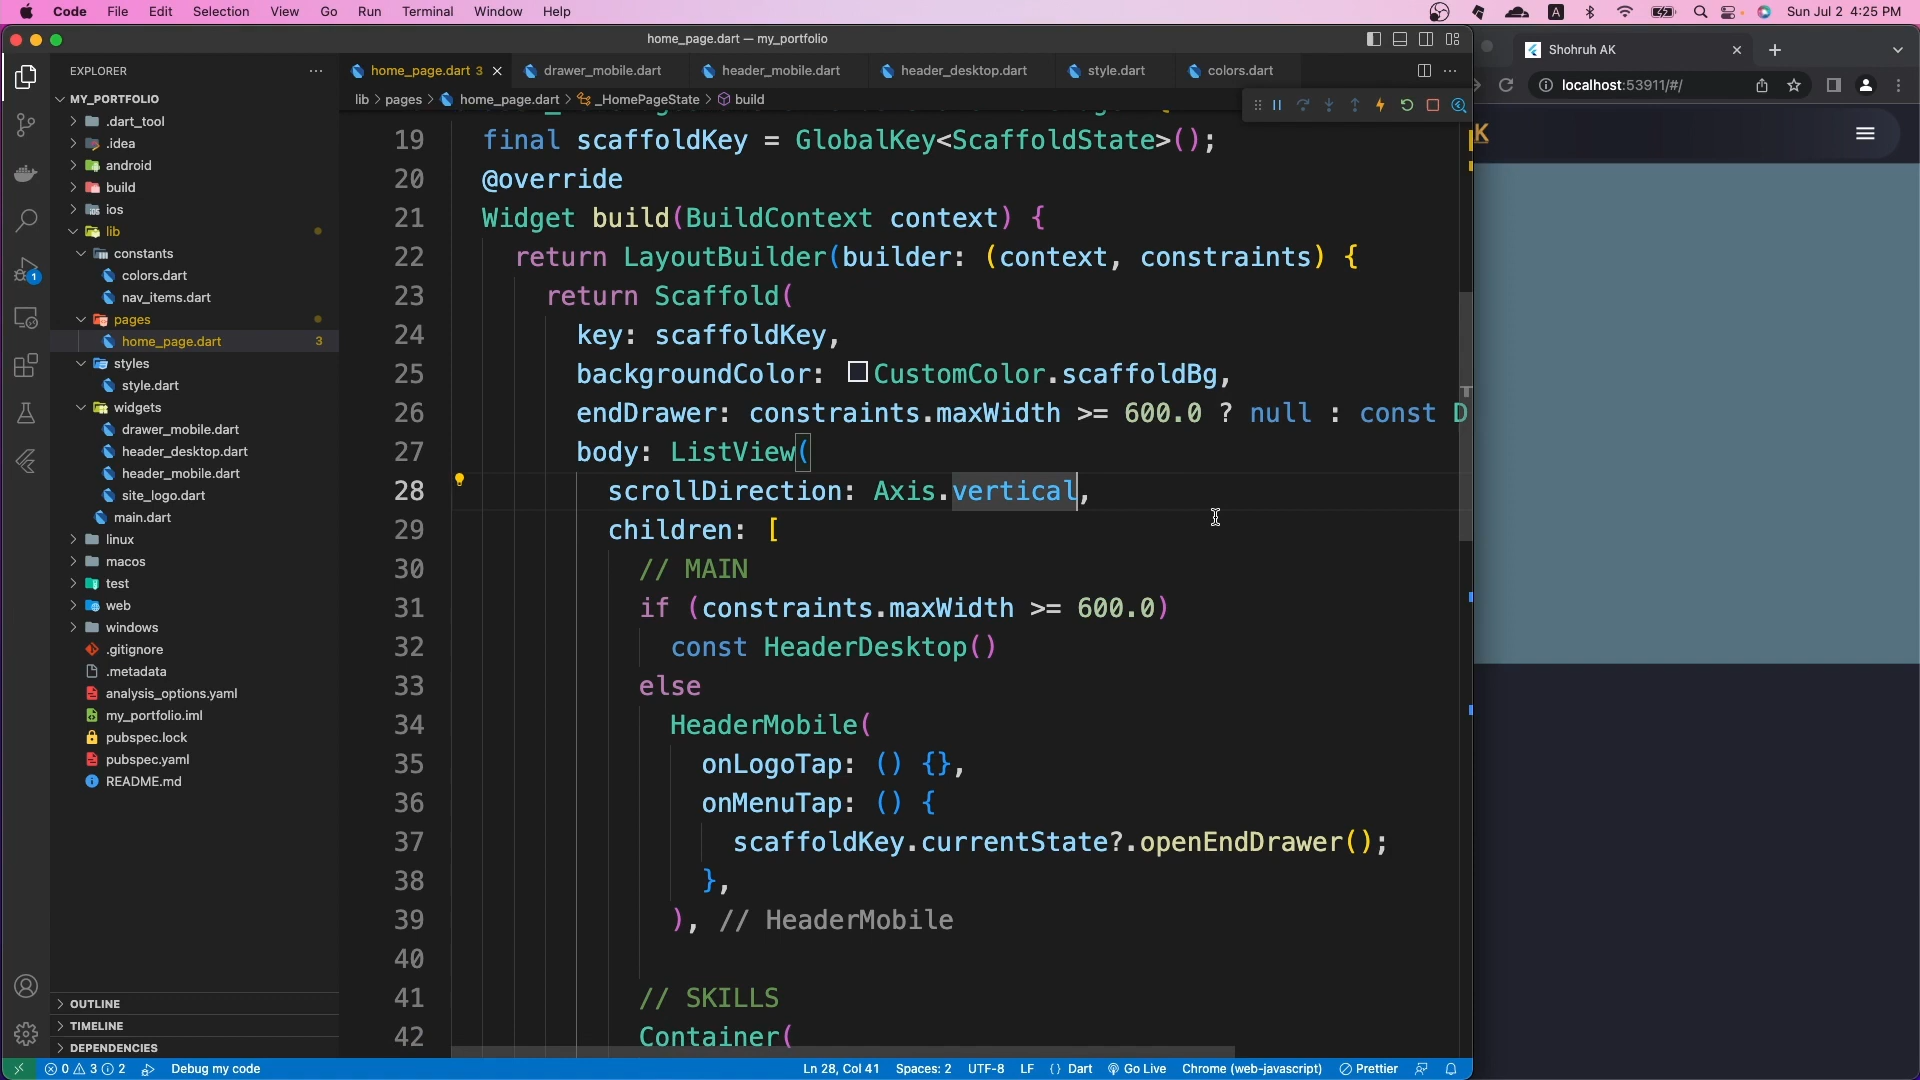 Code File Edit Selection View Go Run Terminal Window Help
A
Sun Jul 2 4:25 PM
home_page.dart — my_portfolio
Shohruh AK
EXPLORER
home_page.dart 3
drawer_mobile.dart
header_mobile.dart
header_desktop.dart
style.dart
colors.dart
localhost:53911/#/
MY_PORTFOLIO
lib > pages > home_page.dart > _HomePageState > build
.dart_tool
.idea
android
build
ios
lib
constants
colors.dart
nav_items.dart
pages
home_page.dart 3
styles
style.dart
widgets
drawer_mobile.dart
header_desktop.dart
header_mobile.dart
site_logo.dart
main.dart
linux
macos
test
web
windows
.gitignore
.metadata
analysis_options.yaml
my_portfolio.iml
pubspec.lock
pubspec.yaml
README.md
1
OUTLINE
TIMELINE
DEPENDENCIES
19 final scaffoldKey = GlobalKey<ScaffoldState>();
20 @override
21 Widget build(BuildContext context) {
22 return LayoutBuilder(builder: (context, constraints) {
23 return Scaffold(
24 key: scaffoldKey,
25 backgroundColor: CustomColor.scaffoldBg,
26 endDrawer: constraints.maxWidth >= 600.0 ? null : const D
27 body: ListView(
28 scrollDirection: Axis.vertical,
29 children: [
30 // MAIN
31 if (constraints.maxWidth >= 600.0)
32 const HeaderDesktop()
33 else
34 HeaderMobile(
35 onLogoTap: () {},
36 onMenuTap: () {
37 scaffoldKey.currentState?.openEndDrawer();
38 },
39 ), // HeaderMobile
40
41 // SKILLS
42 Container(
K
0 3 2 Debug my code
Ln 28, Col 41 Spaces: 2 UTF-8 LF {} Dart Go Live Chrome (web-javascript) Prettier